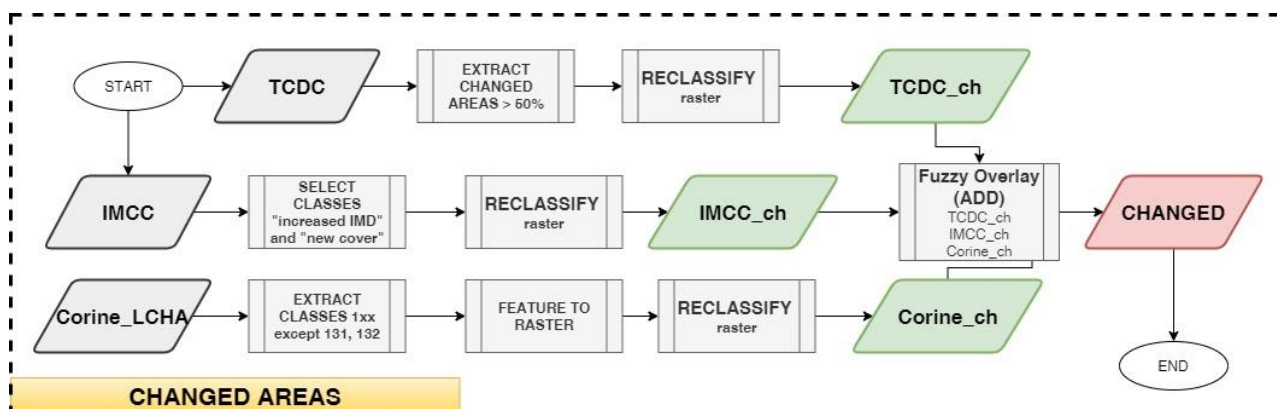 START
TCDC
EXTRACT
CHANGED
AREAS > 50%
RECLASSIFY
raster
TCDC_ch
IMCC
SELECT
CLASSES
"increased IMD"
and "new cover"
RECLASSIFY
raster
IMCC_ch
Fuzzy Overlay
(ADD)
TCDC_ch
IMCC_ch
Corine_ch
CHANGED
Corine_LCHA
EXTRACT
CLASSES 1xx
except 131, 132
FEATURE TO
RASTER
RECLASSIFY
raster
Corine_ch
END
CHANGED AREAS